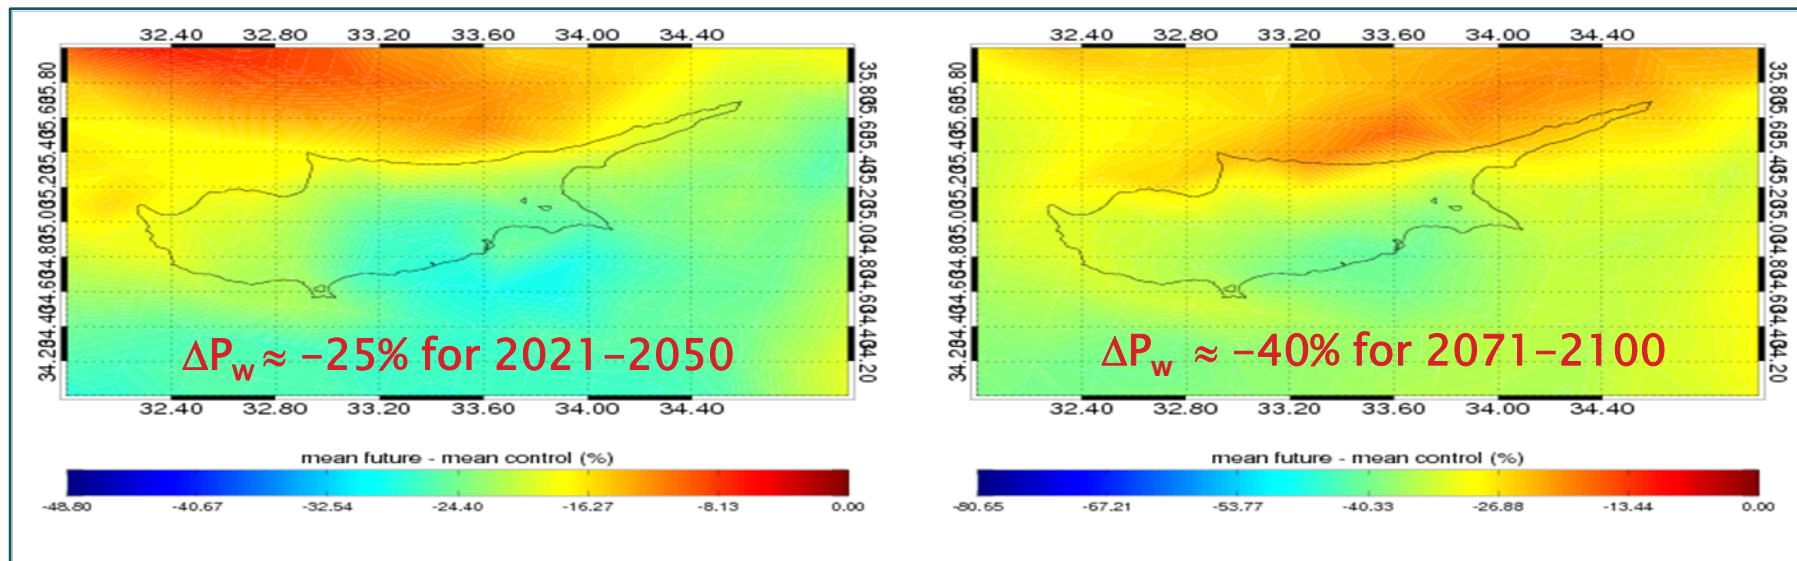 32.40 32.80 33.20 33.60 34.00 34.40
32.40 32.80 33.20 33.60 34.00 34.40
ΔPw ≈ -25% for 2021-2050
ΔPw ≈ -40% for 2071-2100
32.40 32.80 33.20 33.60 34.00 34.40
32.40 32.80 33.20 33.60 34.00 34.40
mean future - mean control (%)
mean future - mean control (%)
-48.80 -40.67 -32.54 -24.40 -16.27 -8.13 0.00
-80.65 -67.21 -53.77 -40.33 -26.88 -13.44 0.00